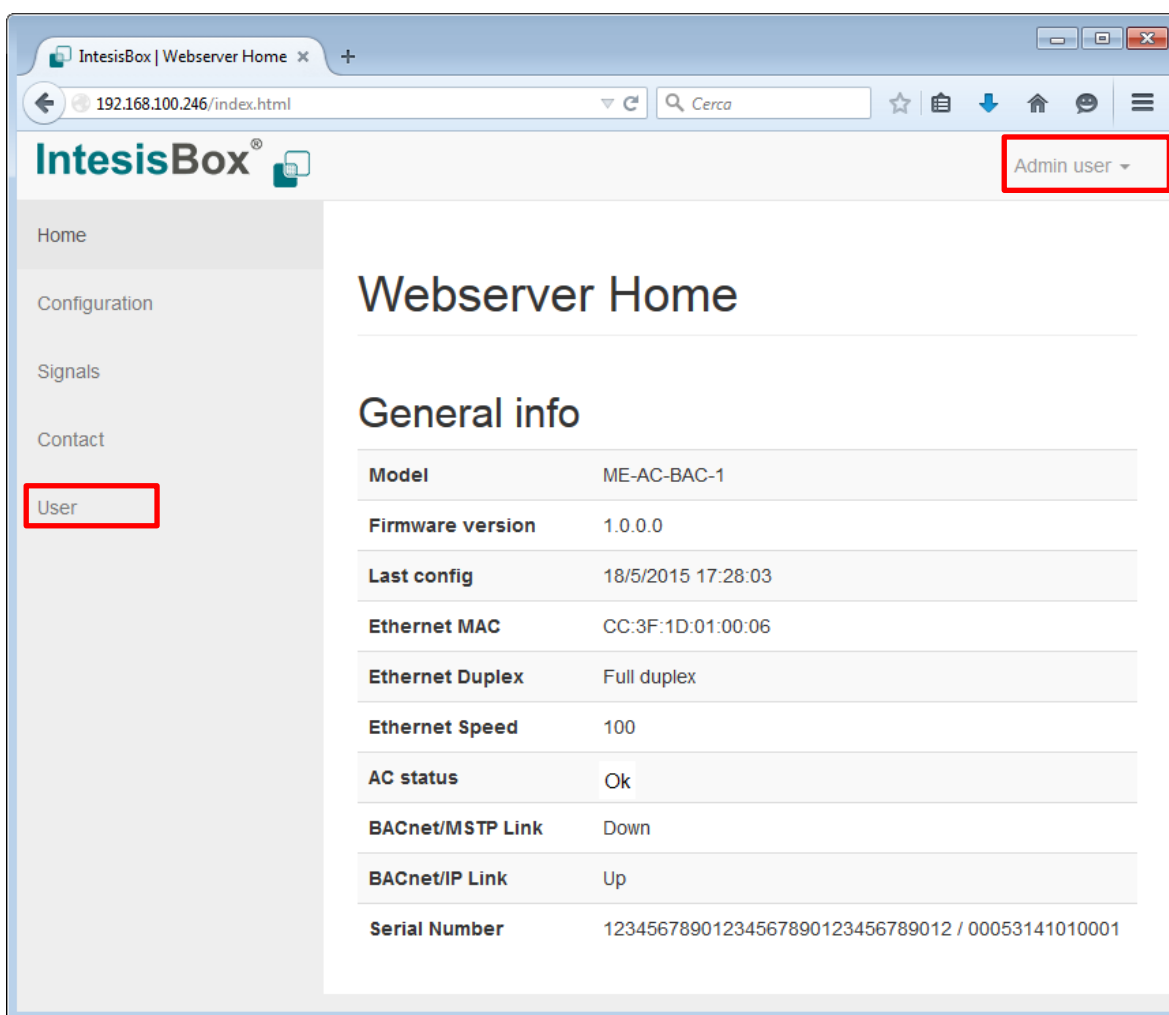 IntesisBox | Webserver Home
192.168.100.246/index.html
Cerca
IntesisBox®
Admin user
Home
Configuration
Signals
Contact
User
Webserver Home
General info
Model ME-AC-BAC-1
Firmware version 1.0.0.0
Last config 18/5/2015 17:28:03
Ethernet MAC CC:3F:1D:01:00:06
Ethernet Duplex Full duplex
Ethernet Speed 100
AC status Ok
BACnet/MSTP Link Down
BACnet/IP Link Up
Serial Number 12345678901234567890123456789012 / 00053141010001